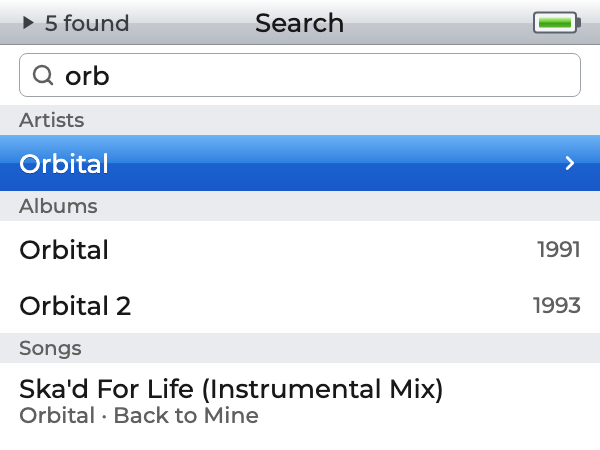 5 found
Search
orb
Artists
Orbital
Albums
Orbital 1991
Orbital 2 1993
Songs
Ska'd For Life (Instrumental Mix)
Orbital · Back to Mine